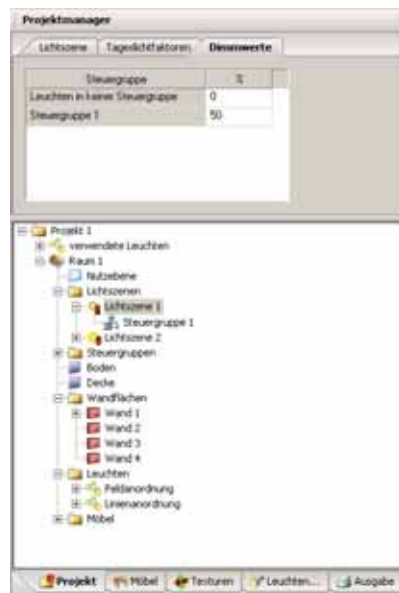 Projektmanager
Lichtszene Tageslichtfaktoren Dimmwerte
Steuergruppe %
Leuchten in keiner Steuergruppe 0
Steuergruppe 1 50
Projekt 1
verwendete Leuchten
Raum 1
Nutzebene
Lichtszenen
Lichtszene 1
Steuergruppe 1
Lichtszene 2
Steuergruppen
Boden
Decke
Wandflächen
Wand 1
Wand 2
Wand 3
Wand 4
Leuchten
Feldanordnung
Linienanordnung
Möbel
Projekt Möbel Texturen Leuchten... Ausgabe